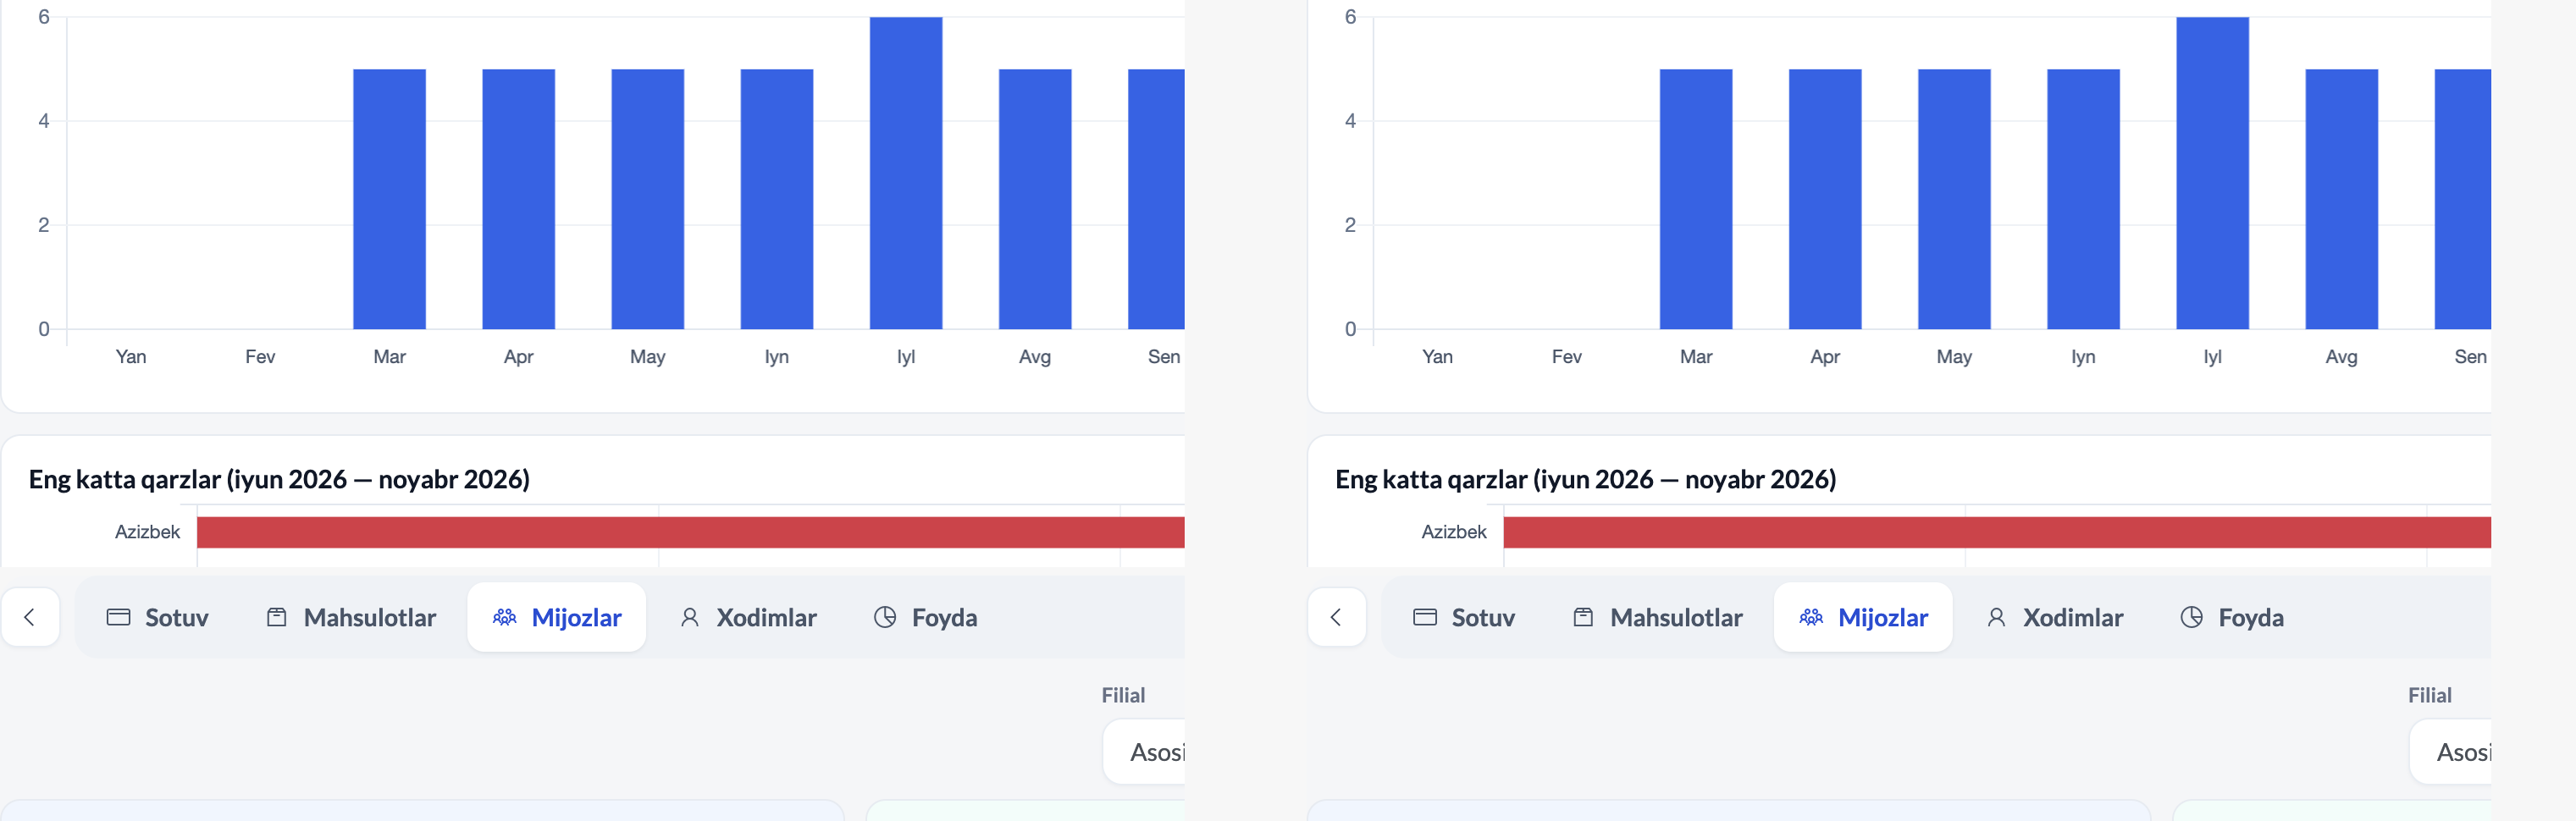 6
4
2
0
Yan Fev Mar Apr May Iyn Iyl Avg Sen
Eng katta qarzlar (iyun 2026 — noyabr 2026)
Azizbek
Sotuv Mahsulotlar Mijozlar Xodimlar Foyda
Filial
Asosi
6
4
2
0
Yan Fev Mar Apr May Iyn Iyl Avg Sen
Eng katta qarzlar (iyun 2026 — noyabr 2026)
Azizbek
Sotuv Mahsulotlar Mijozlar Xodimlar Foyda
Filial
Asosi